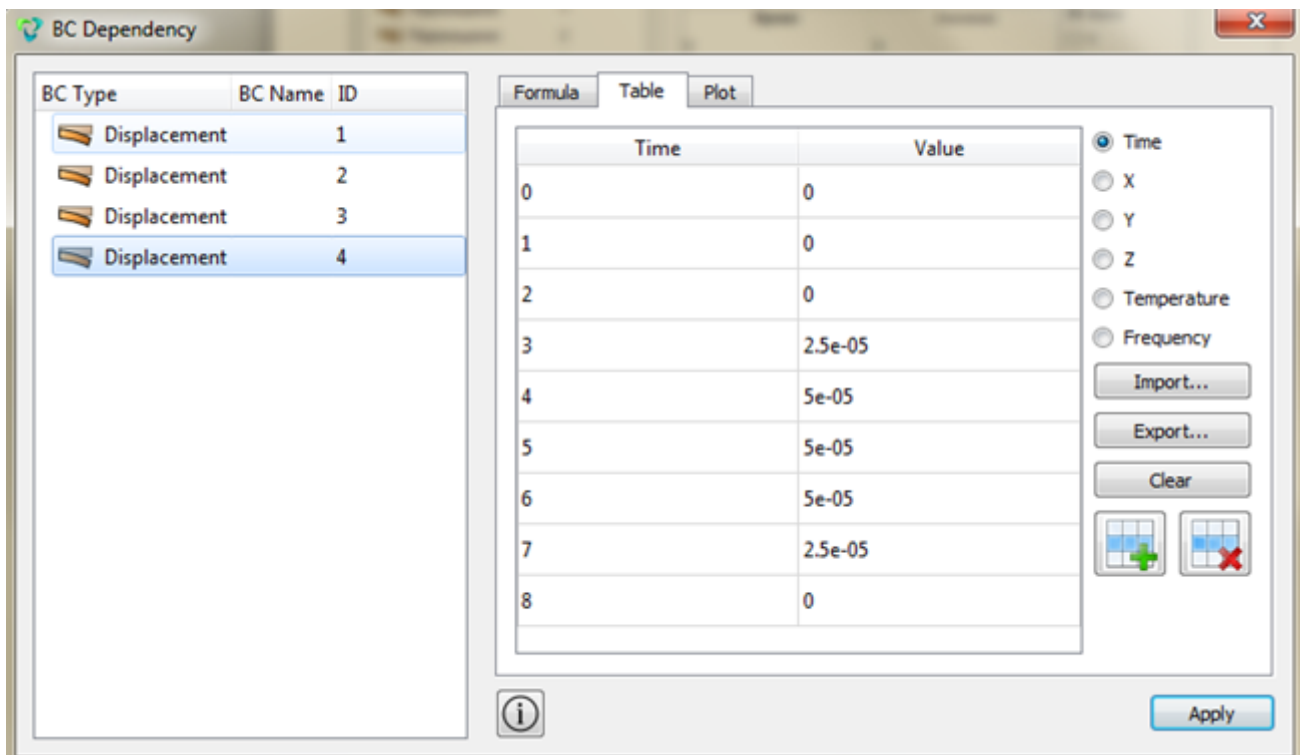 BC Dependency
BC Type BC Name ID
Displacement 1
Displacement 2
Displacement 3
Displacement 4
Formula Table Plot
Time Value
0 0
1 0
2 0
3 2.5e-05
4 5e-05
5 5e-05
6 5e-05
7 2.5e-05
8 0
Time
X
Y
Z
Temperature
Frequency
Import...
Export...
Clear
Apply